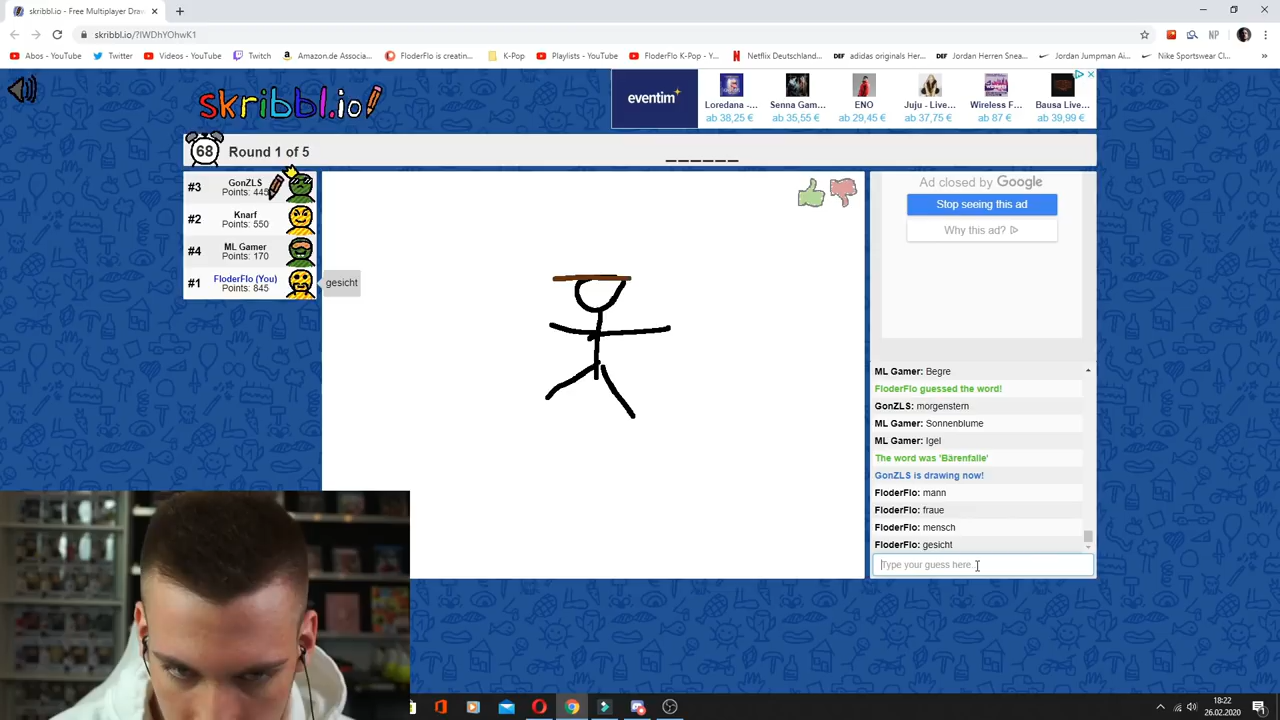 skribbl.io - Free Multiplayer Draw
skribbl.io/?IWDhYOhwK1
NP
Abos - YouTube
Twitter
Videos - YouTube
Twitch
Amazon.de Associa...
FloderFlo is creatin...
K-Pop
Playlists - YouTube
FloderFlo K-Pop - Y...
Netflix Deutschland...
DEF adidas originals Her...
DEF Jordan Herren Snea...
Jordan Jumpman Ai...
Nike Sportswear Cl...
skribbl.io!
eventim
Loredana -...
ab 38,25 €
Senna Gam...
ab 35,55 €
ENO
ab 29,45 €
Juju - Live...
ab 37,75 €
Wireless F...
ab 87 €
Bausa Live...
ab 39,99 €
68
Round 1 of 5
______
#3
GonZLS
Points: 445
#2
Knarf
Points: 550
#4
ML Gamer
Points: 170
#1
FloderFlo (You)
Points: 845
gesicht
Ad closed by Google
Stop seeing this ad
Why this ad?
ML Gamer: Begre
FloderFlo guessed the word!
GonZLS: morgenstern
ML Gamer: Sonnenblume
ML Gamer: Igel
The word was 'Bärenfalle'
GonZLS is drawing now!
FloderFlo: mann
FloderFlo: fraue
FloderFlo: mensch
FloderFlo: gesicht
Type your guess here...
18:22
26.02.2020